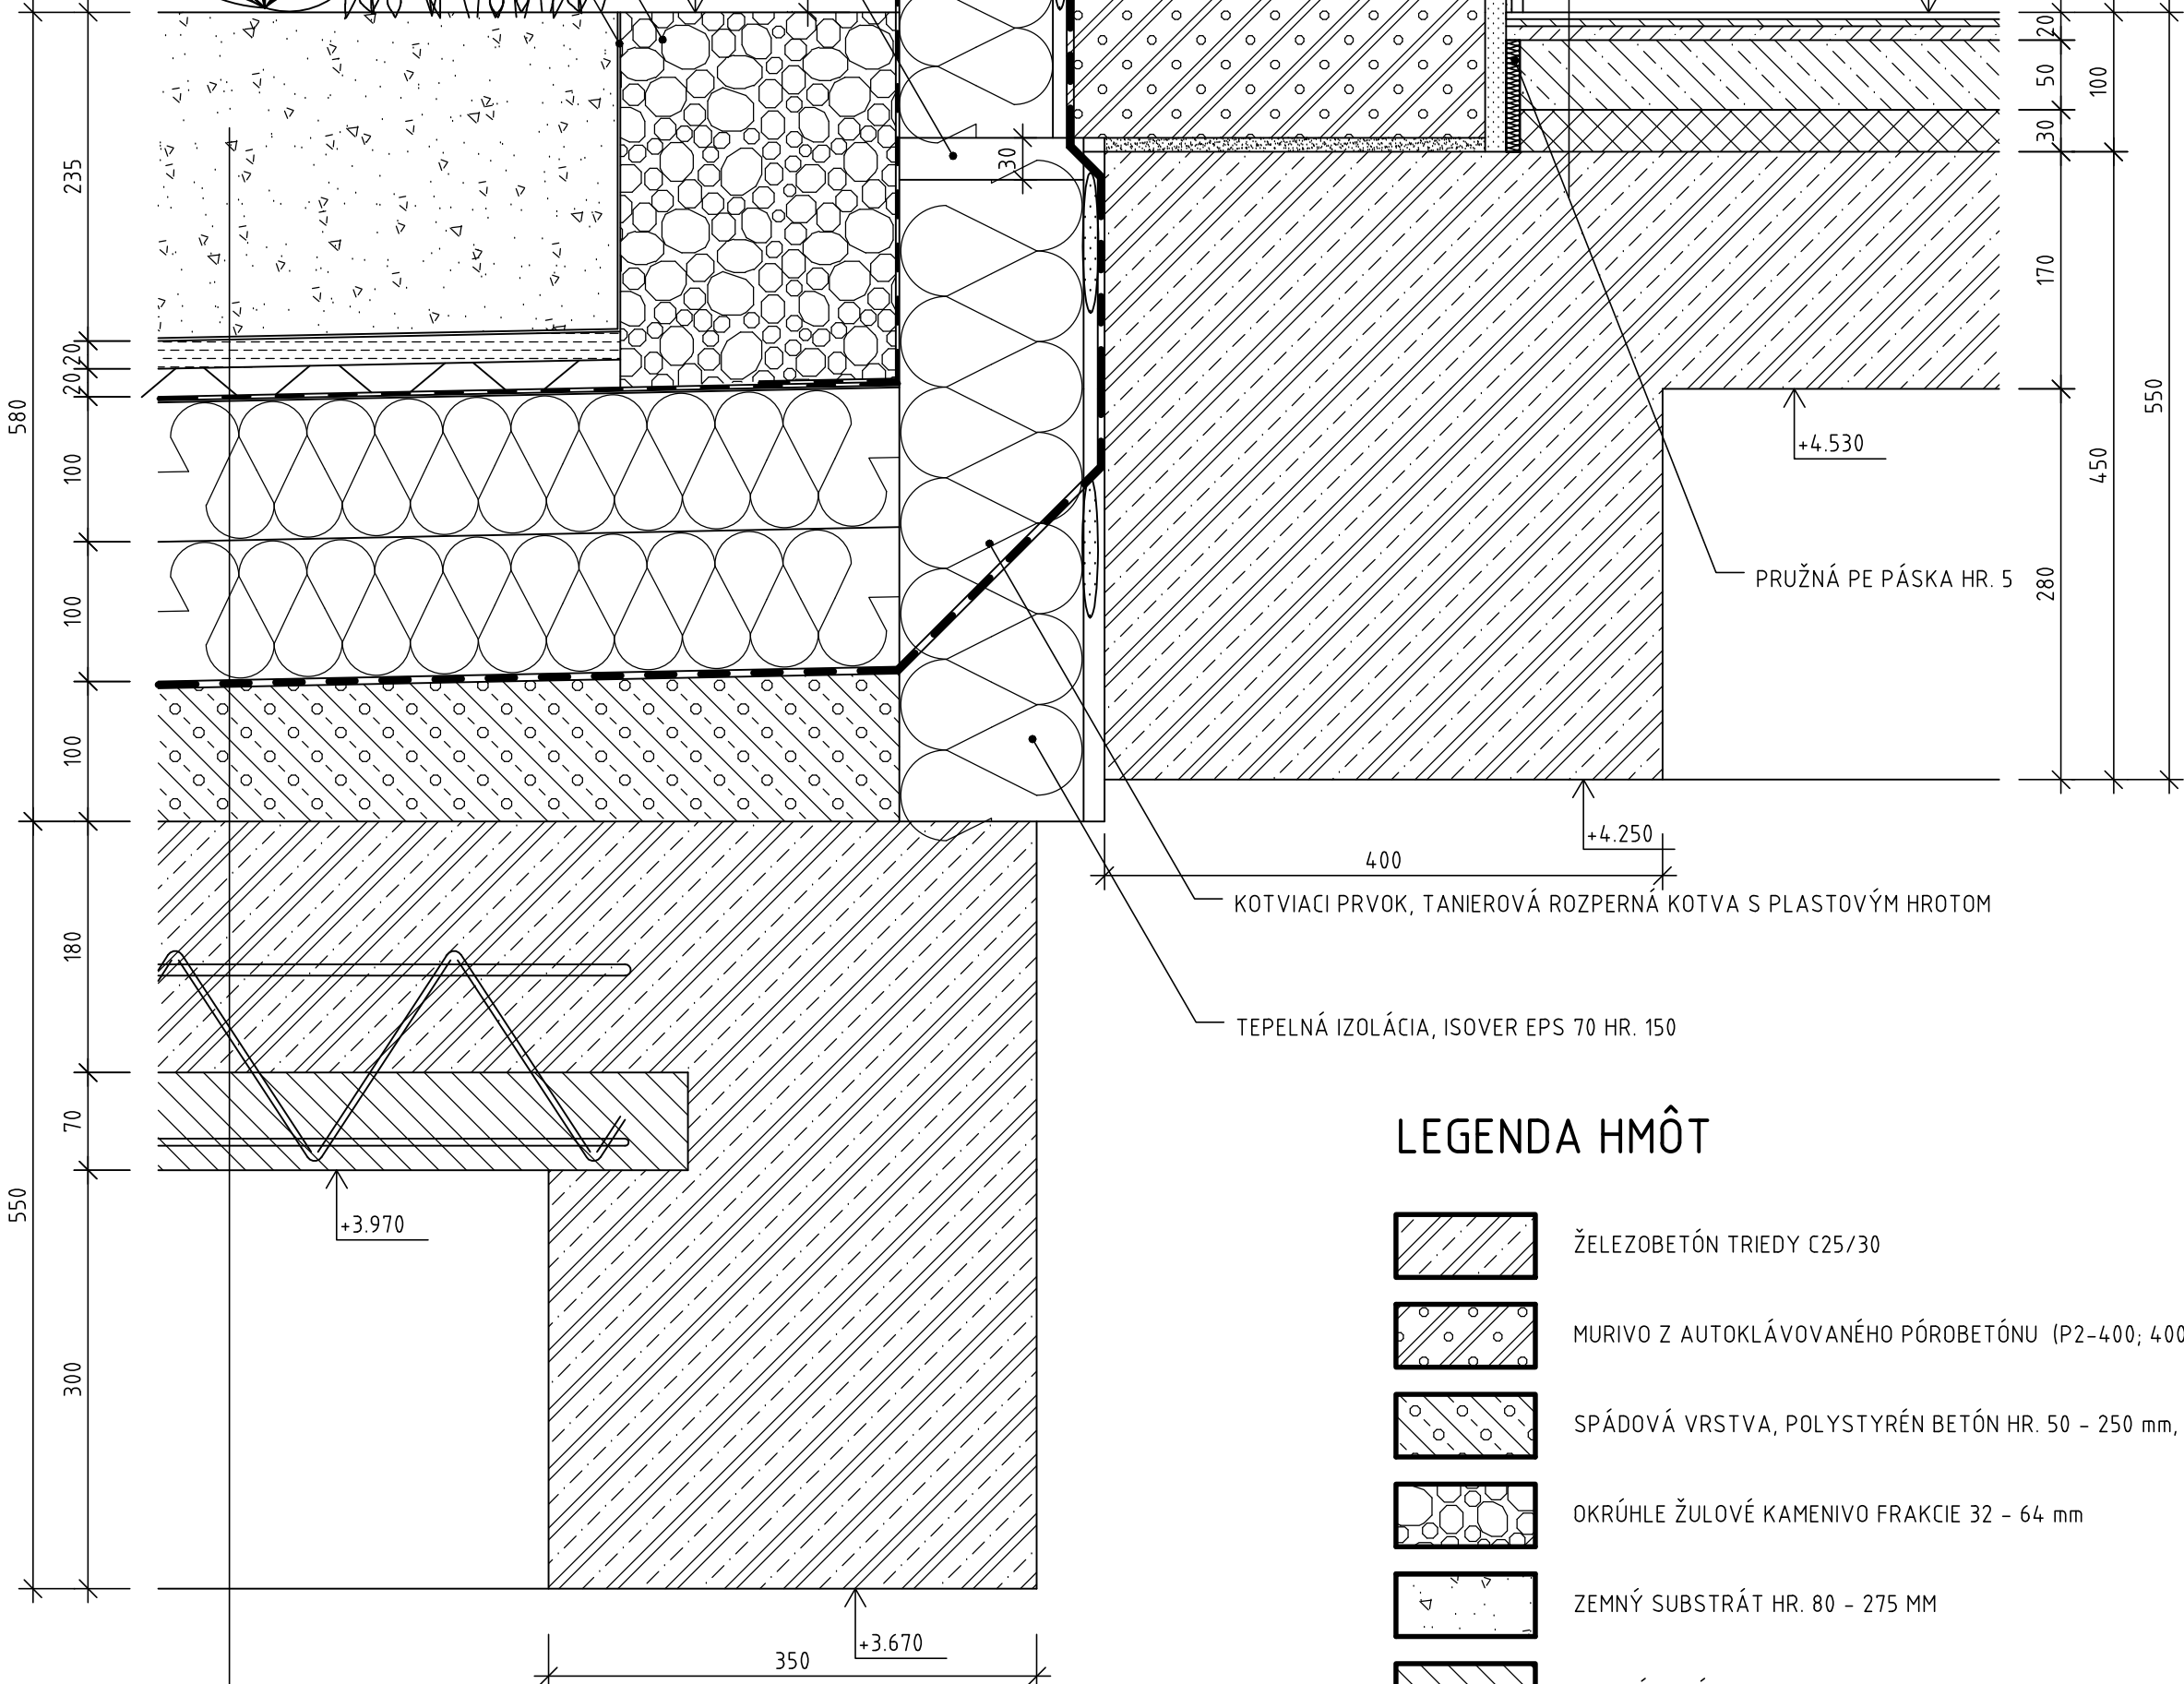 20
50
100
30
30
235
170
20
20
580
550
+4.530
100
450
PRUŽNÁ PE PÁSKA HR. 5
280
100
100
+4.250
400
KOTVIACI PRVOK, TANIEROVÁ ROZPERNÁ KOTVA S PLASTOVÝM HROTOM
180
TEPELNÁ IZOLÁCIA, ISOVER EPS 70 HR. 150
70
LEGENDA HMÔT
550
+3.970
ŽELEZOBETÓN TRIEDY C25/30
MURIVO Z AUTOKLÁVOVANÉHO PÓROBETÓNU (P2-400; 400
300
SPÁDOVÁ VRSTVA, POLYSTYRÉN BETÓN HR. 50 - 250 mm,
OKRÚHLE ŽULOVÉ KAMENIVO FRAKCIE 32 - 64 mm
ZEMNÝ SUBSTRÁT HR. 80 - 275 MM
+3.670
350